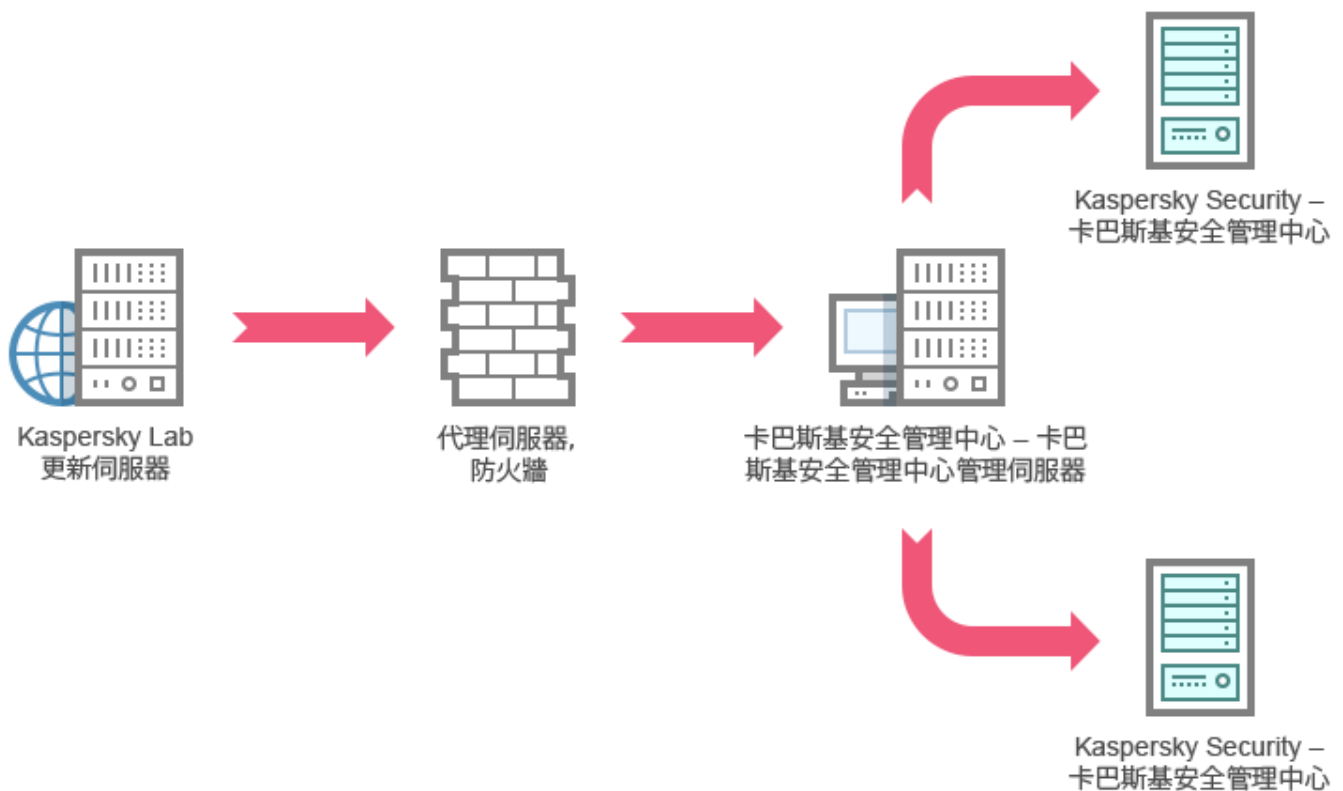 Kaspersky Security –
卡巴斯基安全管理中心
Kaspersky Lab
更新伺服器
代理伺服器,
防火牆
卡巴斯基安全管理中心 – 卡巴
斯基安全管理中心管理伺服器
Kaspersky Security –
卡巴斯基安全管理中心